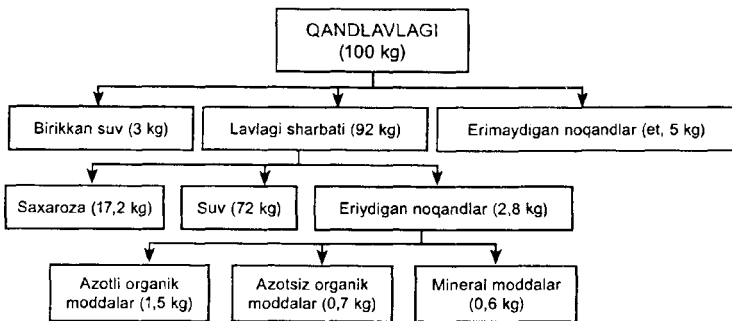 QANDLAVLAGI
(100 kg)
Birikkan suv (3 kg)
Lavlagi sharbati (92 kg)
Erimaydigan noqandlar (et, 5 kg)
Saxaroza (17,2 kg)
Suv (72 kg)
Eriydigan noqandlar (2,8 kg)
Azotli organik
moddalar (1,5 kg)
Azotsiz organik
moddalar (0,7 kg)
Mineral moddalar
(0,6 kg)